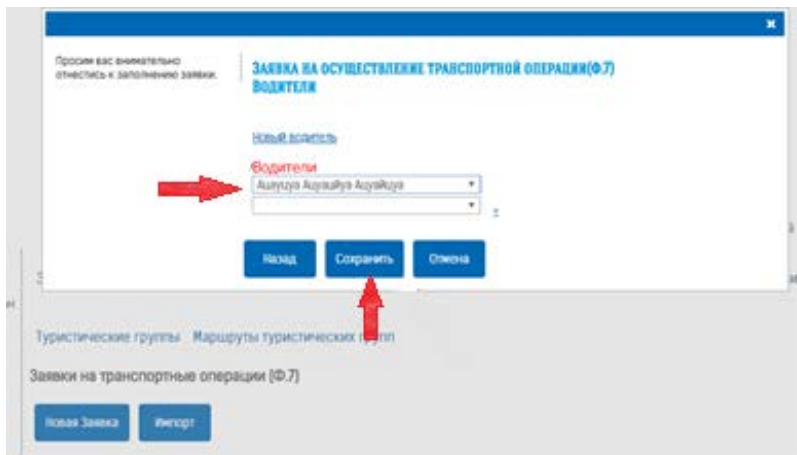 Просим вас внимательно
отнестись к заполнению заявки.
ЗАЯВКА НА ОСУЩЕСТВЛЕНИЕ ТРАНСПОРТНОЙ ОПЕРАЦИИ(Ф.7)
ВОДИТЕЛИ
Новый водитель
Водители
Назад Сохранить Отмена
Туристические группы Маршруты туристических групп
Заявки на транспортные операции (Ф.7)
Новая Заявка Импорт